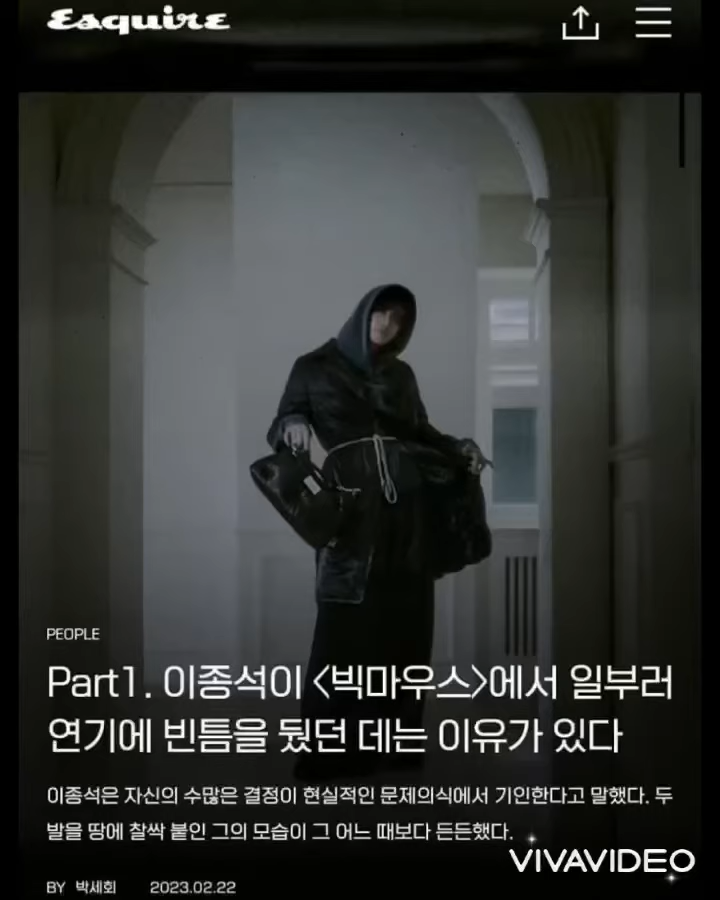 Esquire
PEOPLE
Part1. 이종석이 <빅마우스>에서 일부러
연기에 빈틈을 뒀던 데는 이유가 있다
이종석은 자신의 수많은 결정이 현실적인 문제의식에서 기인한다고 말했다. 두
발을 땅에 찰싹 붙인 그의 모습이 그 어느 때보다 든든했다.
VIVAVIDEO
BY 박세회 2023.02.22